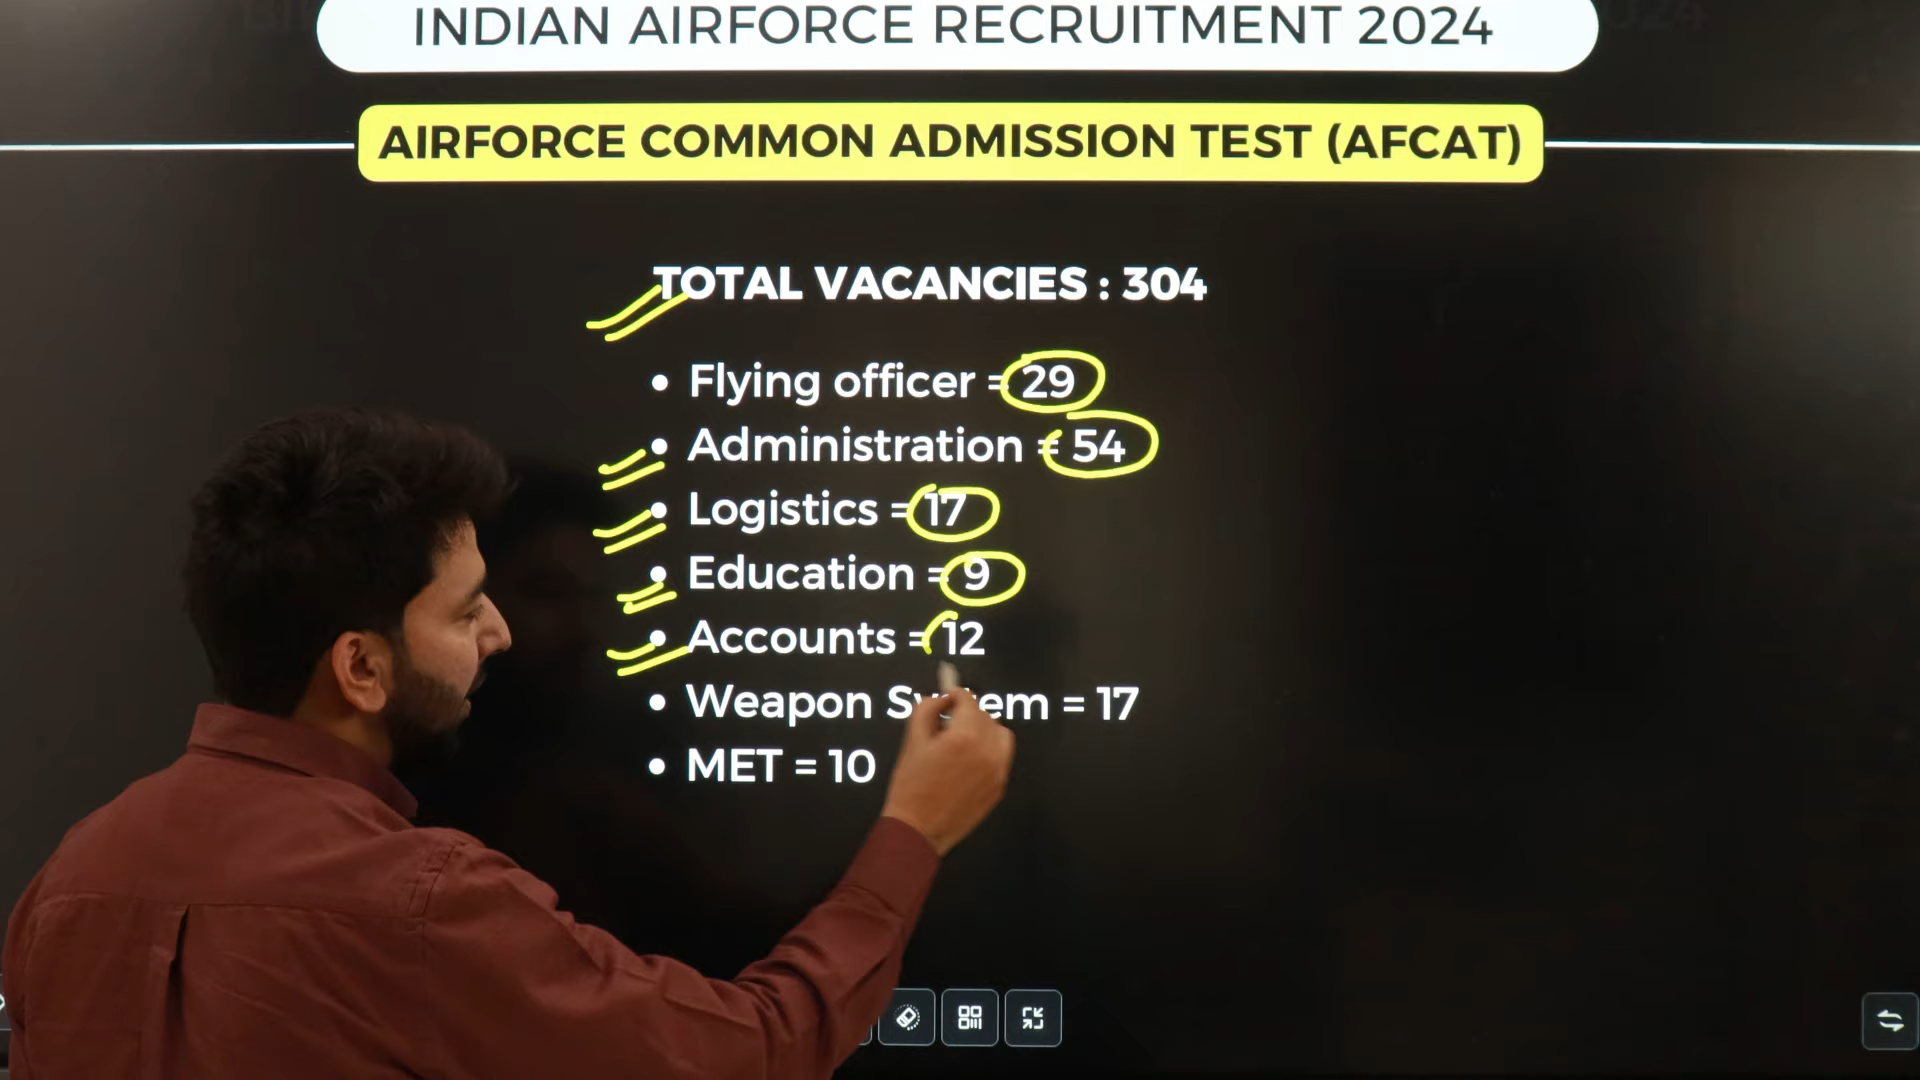 INDIAN AIRFORCE RECRUITMENT 2024
AIRFORCE COMMON ADMISSION TEST (AFCAT)
TOTAL VACANCIES : 304
• Flying officer = 29
• Administration = 54
• Logistics = 17
• Education = 9
• Accounts = 12
• Weapon System = 17
• MET = 10